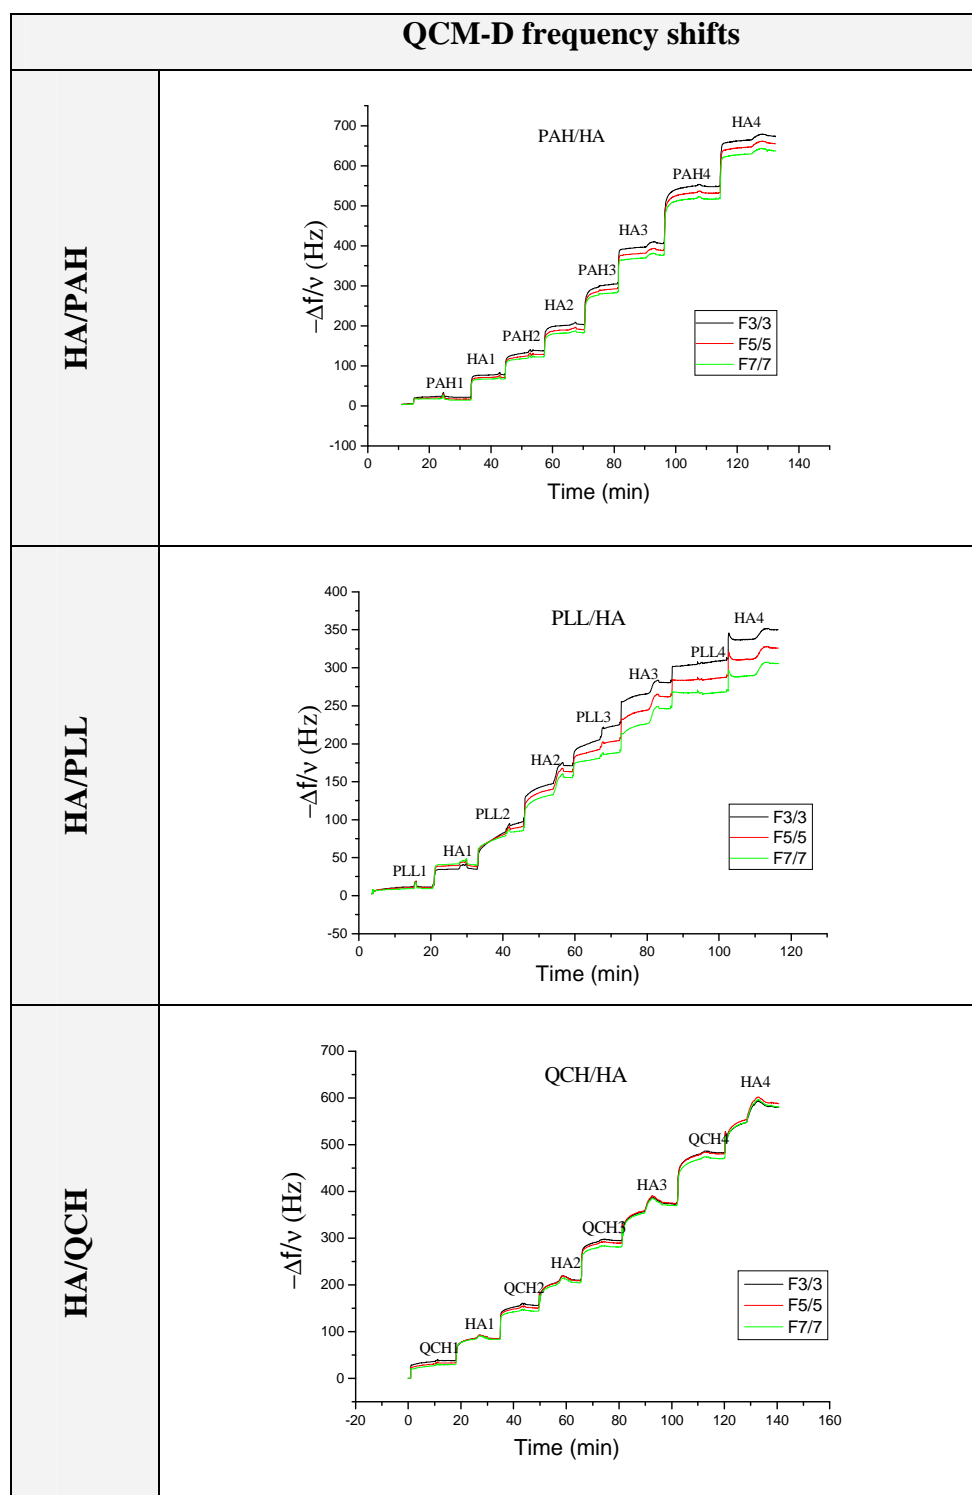 QCM-D frequency shifts
HA/PAH
PAH/HA
−Δf/ν (Hz)
700
600
500
400
300
200
100
0
-100
PAH1
HA1
PAH2
HA2
PAH3
HA3
PAH4
HA4
F3/3
F5/5
F7/7
0 20 40 60 80 100 120 140
Time (min)
HA/PLL
PLL/HA
−Δf/ν (Hz)
400
350
300
250
200
150
100
50
0
-50
PLL1
HA1
PLL2
HA2
PLL3
HA3
PLL4
HA4
F3/3
F5/5
F7/7
0 20 40 60 80 100 120
Time (min)
HA/QCH
QCH/HA
−Δf/ν (Hz)
700
600
500
400
300
200
100
0
QCH1
HA1
QCH2
HA2
QCH3
HA3
QCH4
HA4
F3/3
F5/5
F7/7
-20 0 20 40 60 80 100 120 140 160
Time (min)